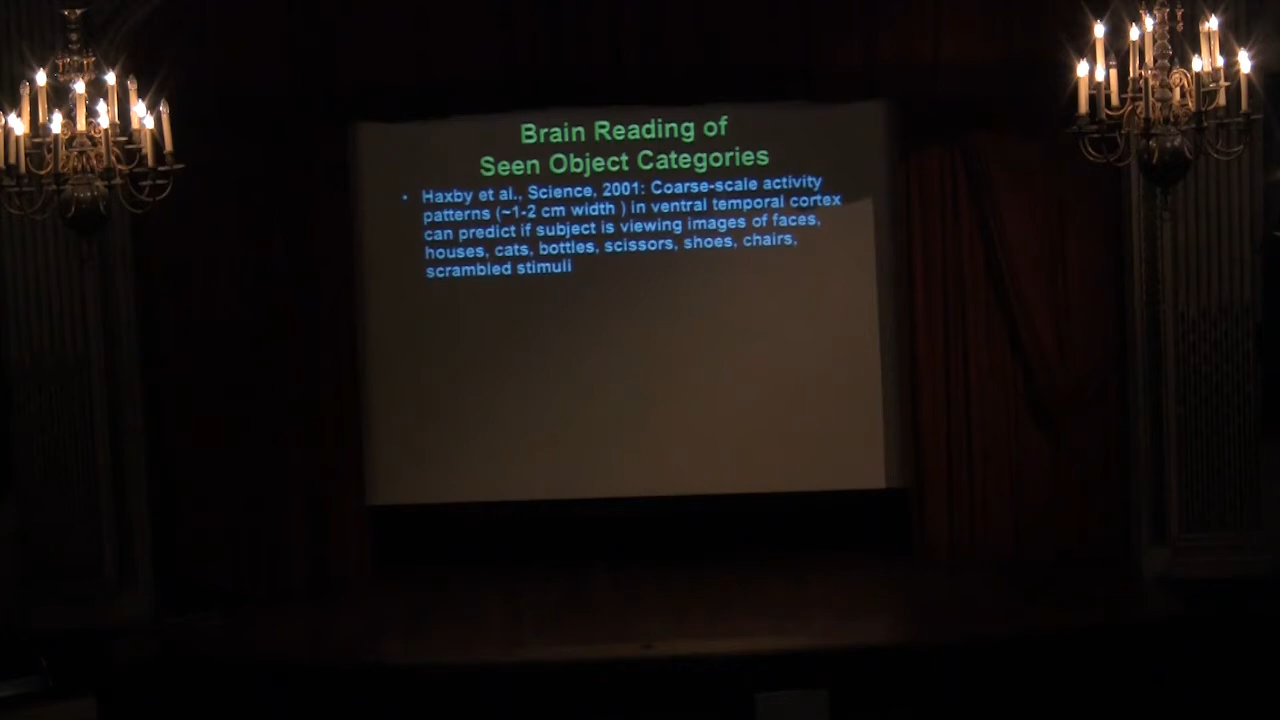 Brain Reading of
Seen Object Categories
• Haxby et al., Science, 2001: Coarse-scale activity
patterns (~1-2 cm width ) in ventral temporal cortex
can predict if subject is viewing images of faces,
houses, cats, bottles, scissors, shoes, chairs,
scrambled stimuli